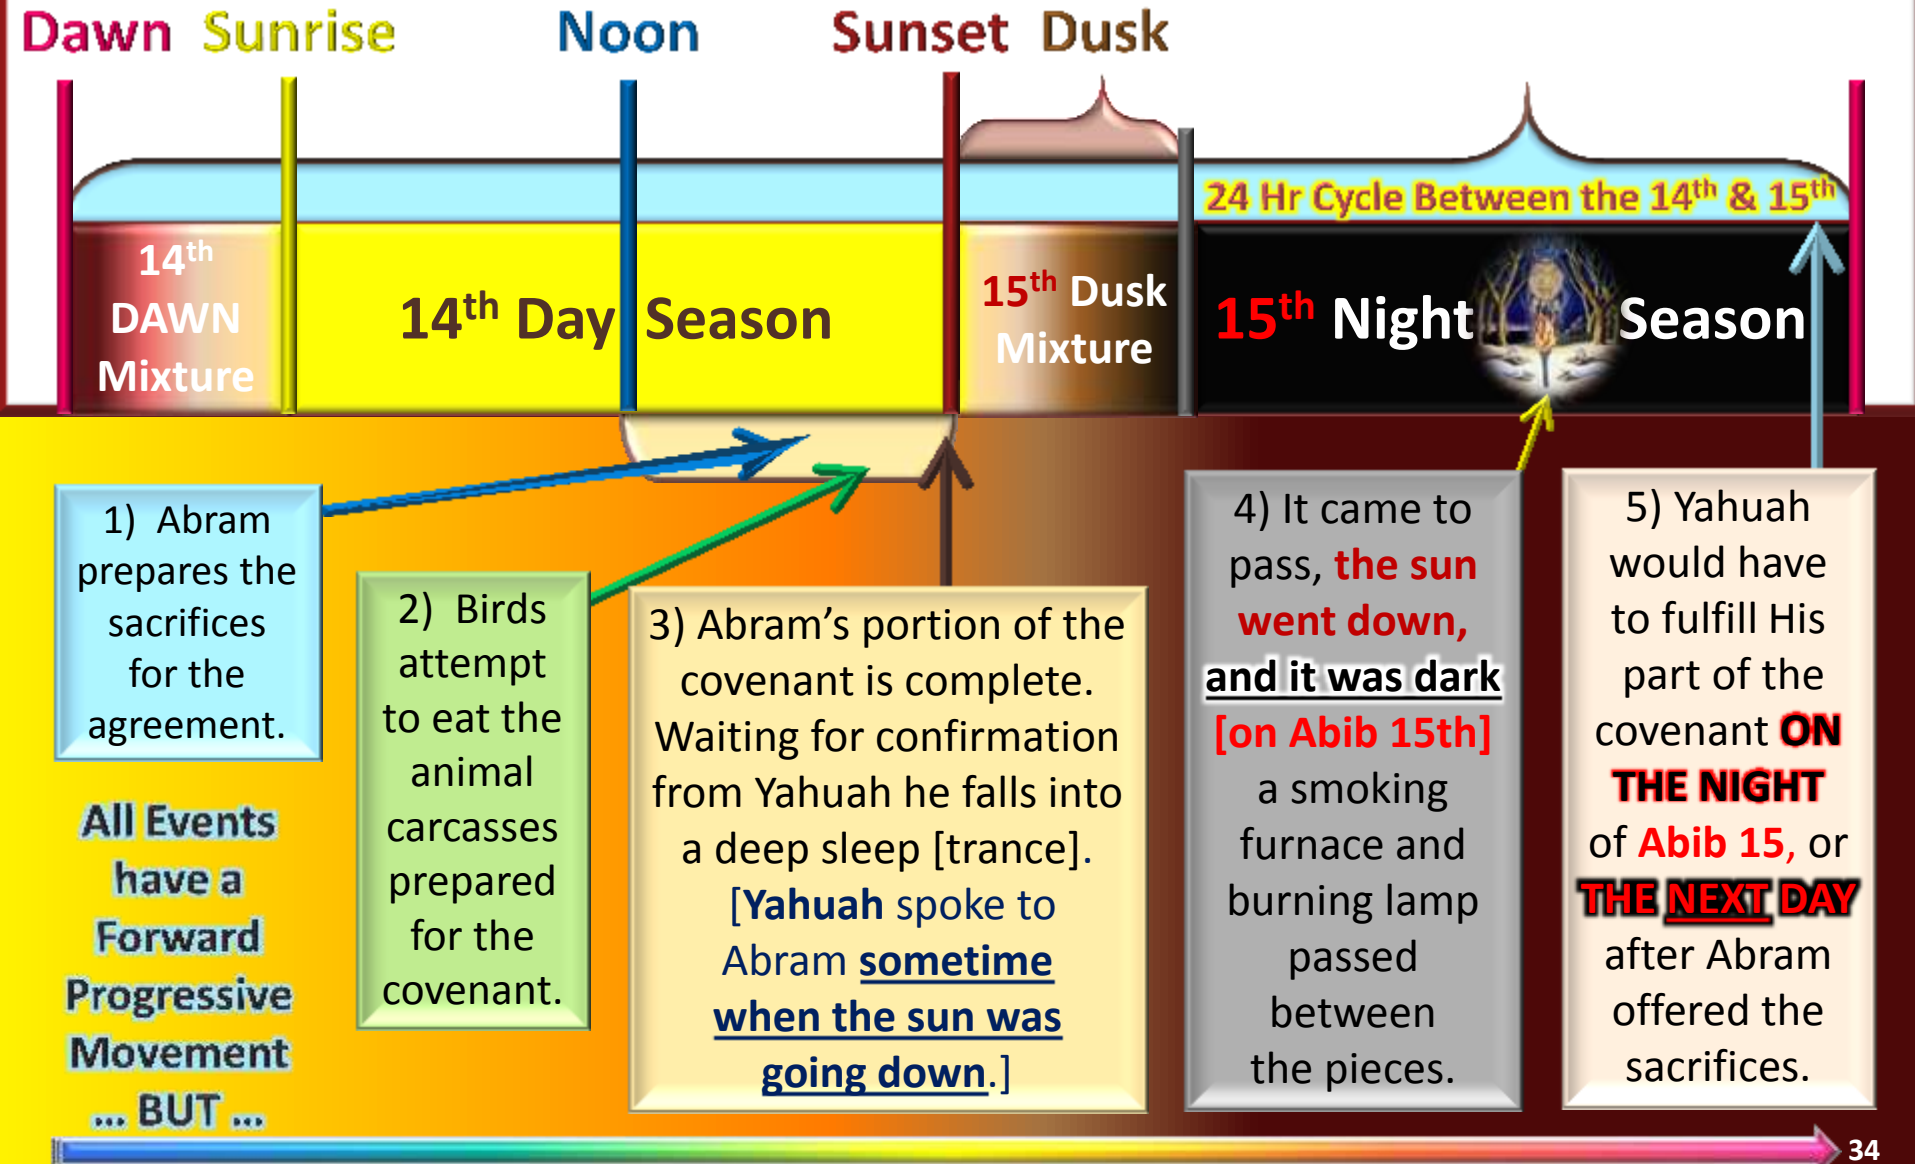 Dawn Sunrise Noon Sunset Dusk
24 Hr Cycle Between the 14th & 15th
14th
DAWN
Mixture
14th Day Season
15th Dusk
Mixture
15th Night Season
1) Abram
prepares the
sacrifices
for the
agreement.
2) Birds
attempt
to eat the
animal
carcasses
prepared
for the
covenant.
3) Abram’s portion of the
covenant is complete.
Waiting for confirmation
from Yahuah he falls into
a deep sleep [trance].
[Yahuah spoke to
Abram sometime
when the sun was
going down.]
4) It came to
pass, the sun
went down,
and it was dark
[on Abib 15th]
a smoking
furnace and
burning lamp
passed
between
the pieces.
5) Yahuah
would have
to fulfill His
part of the
covenant ON
THE NIGHT
of Abib 15, or
THE NEXT DAY
after Abram
offered the
sacrifices.
All Events
have a
Forward
Progressive
Movement
... BUT ...
34